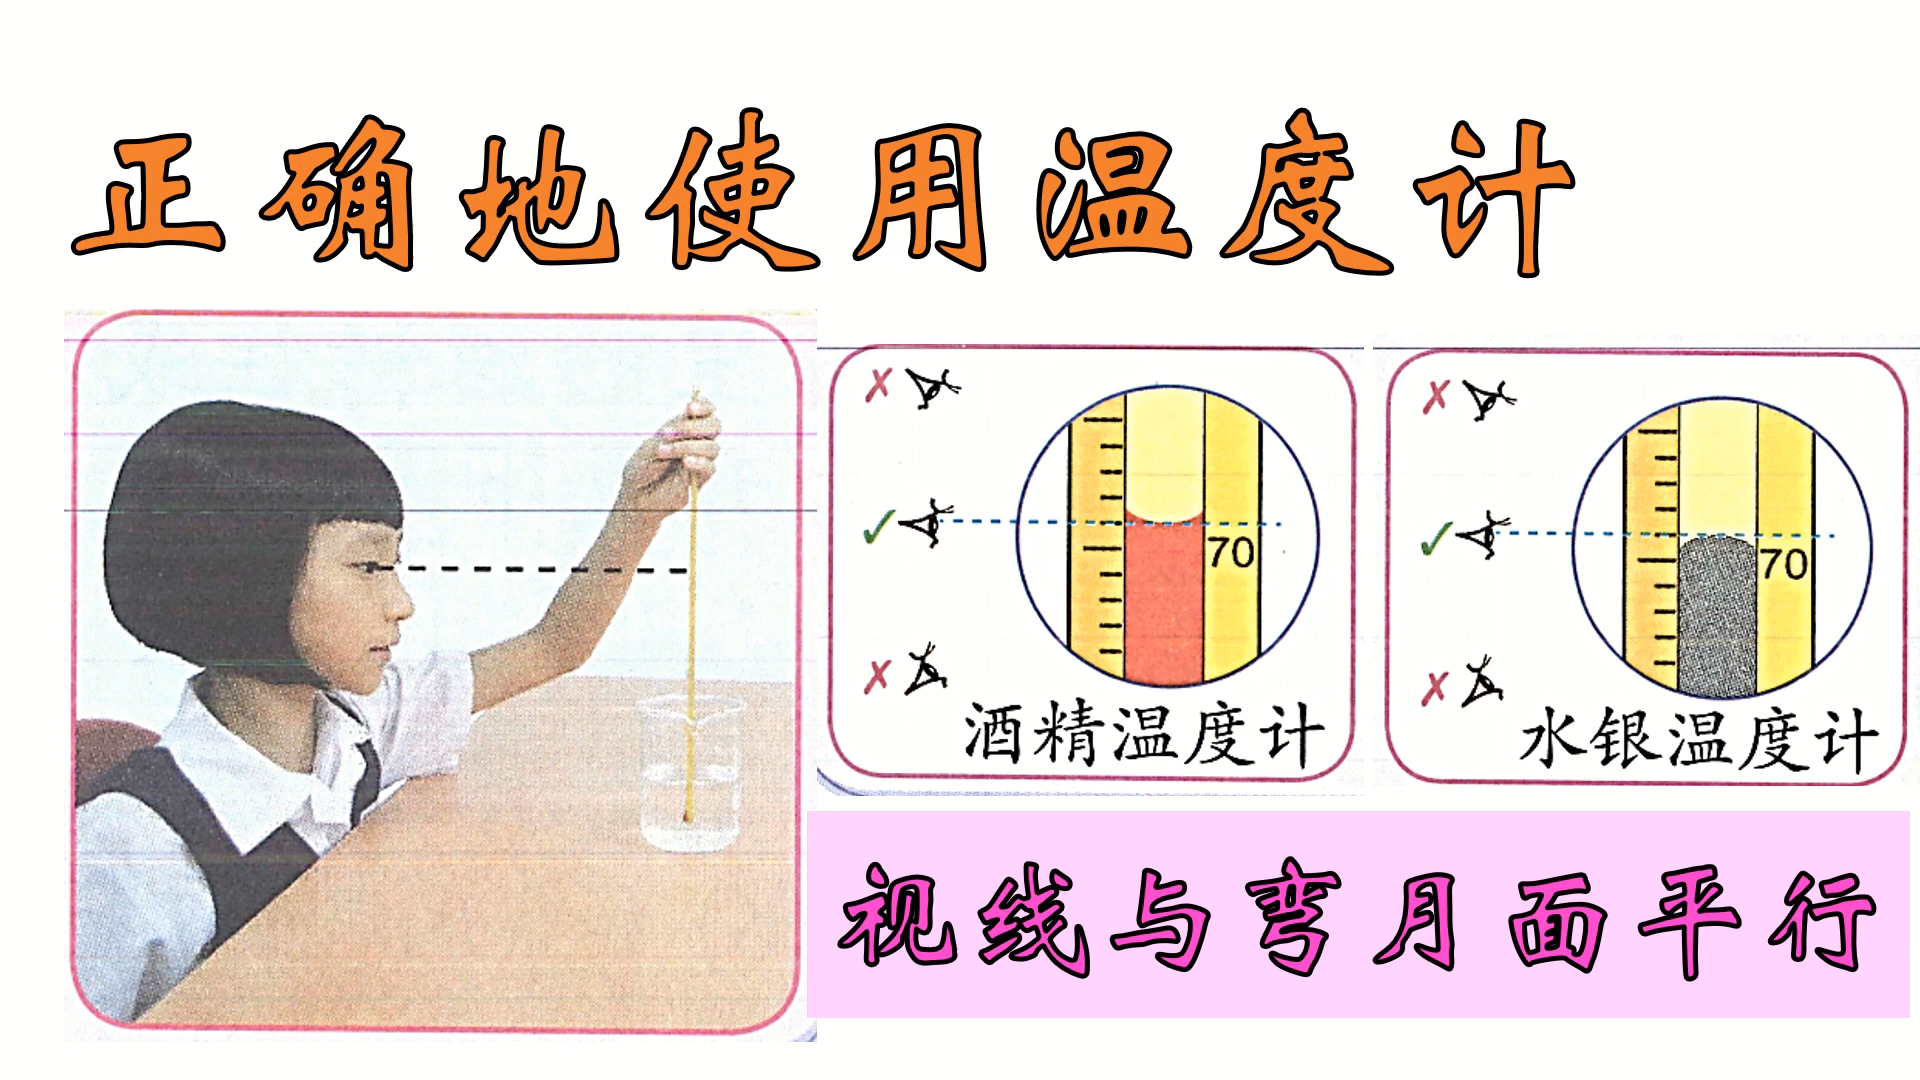 正确地使用温度计
✗
✓
70
✗
酒精温度计
✗
✓
70
✗
水银温度计
视线与弯月面平行